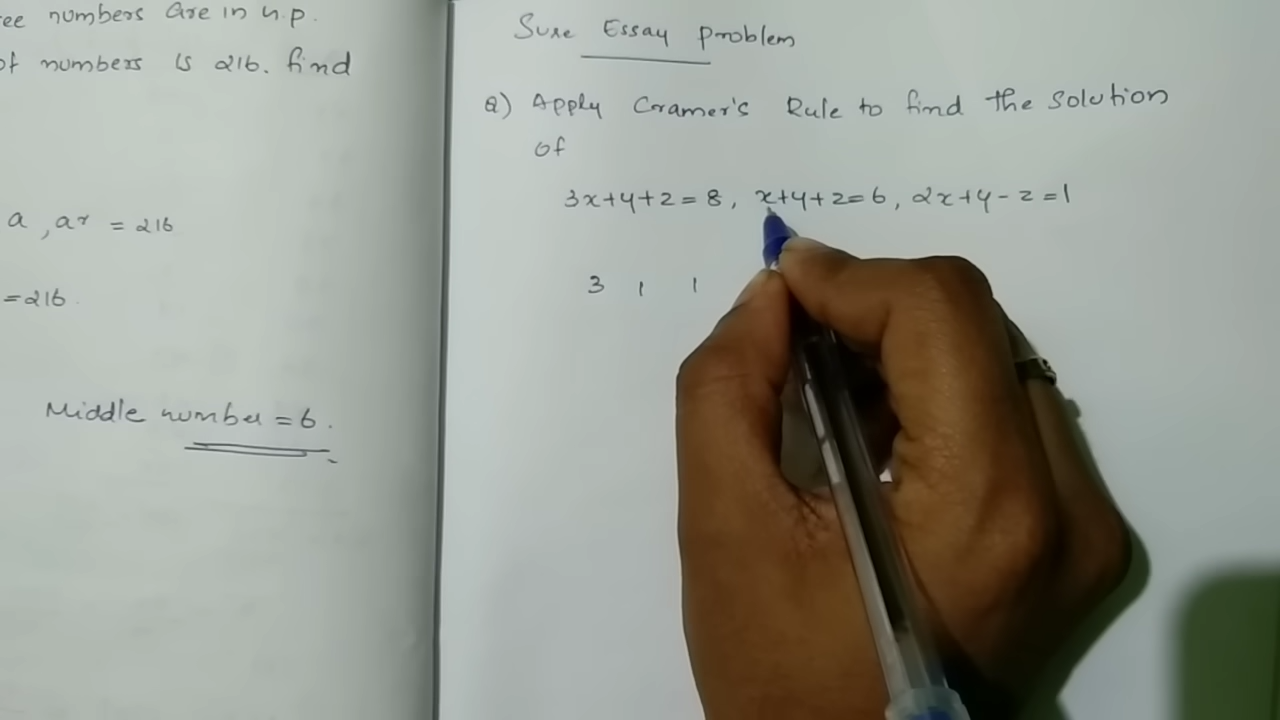 numbers are in G.P.
of numbers is 216. find
a, ar = 216
=216.
Middle number = 6.
Sure Essay problem
Q) Apply Cramer's Rule to find the solution
of
3x+y+z=8, x+y+z=6, 2x+y-z=1
3 1 1